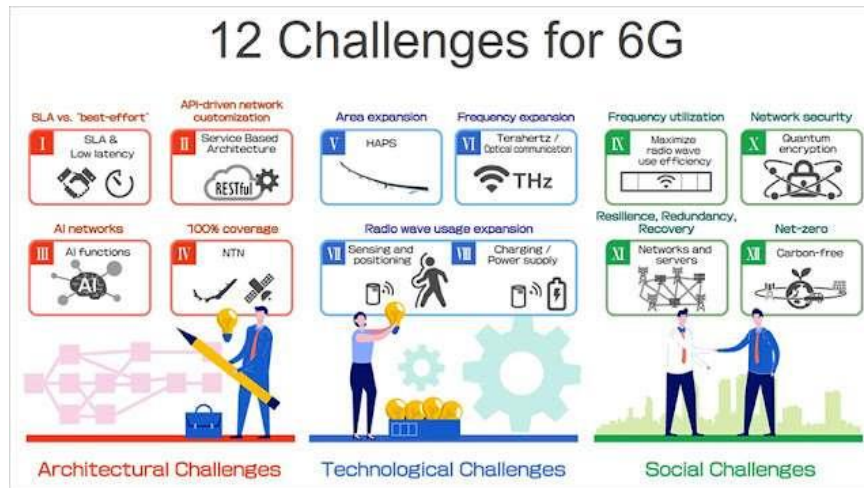 12 Challenges for 6G
SLA vs. "best-effort"
I
SLA &
Low latency
API-driven network
customization
II
Service Based
Architecture
RESTful
AI networks
III
AI functions
AI
100% coverage
IV
NTN
Area expansion
V
HAPS
Frequency expansion
VI
Terahertz /
Optical communication
THz
Radio wave usage expansion
VII
Sensing and
positioning
VIII
Charging /
Power supply
Frequency utilization
IX
Maximize
radio wave
use efficiency
Network security
X
Quantum
encryption
Resilience, Redundancy,
Recovery
XI
Networks and
servers
Net-zero
XII
Carbon-free
Architectural Challenges
Technological Challenges
Social Challenges